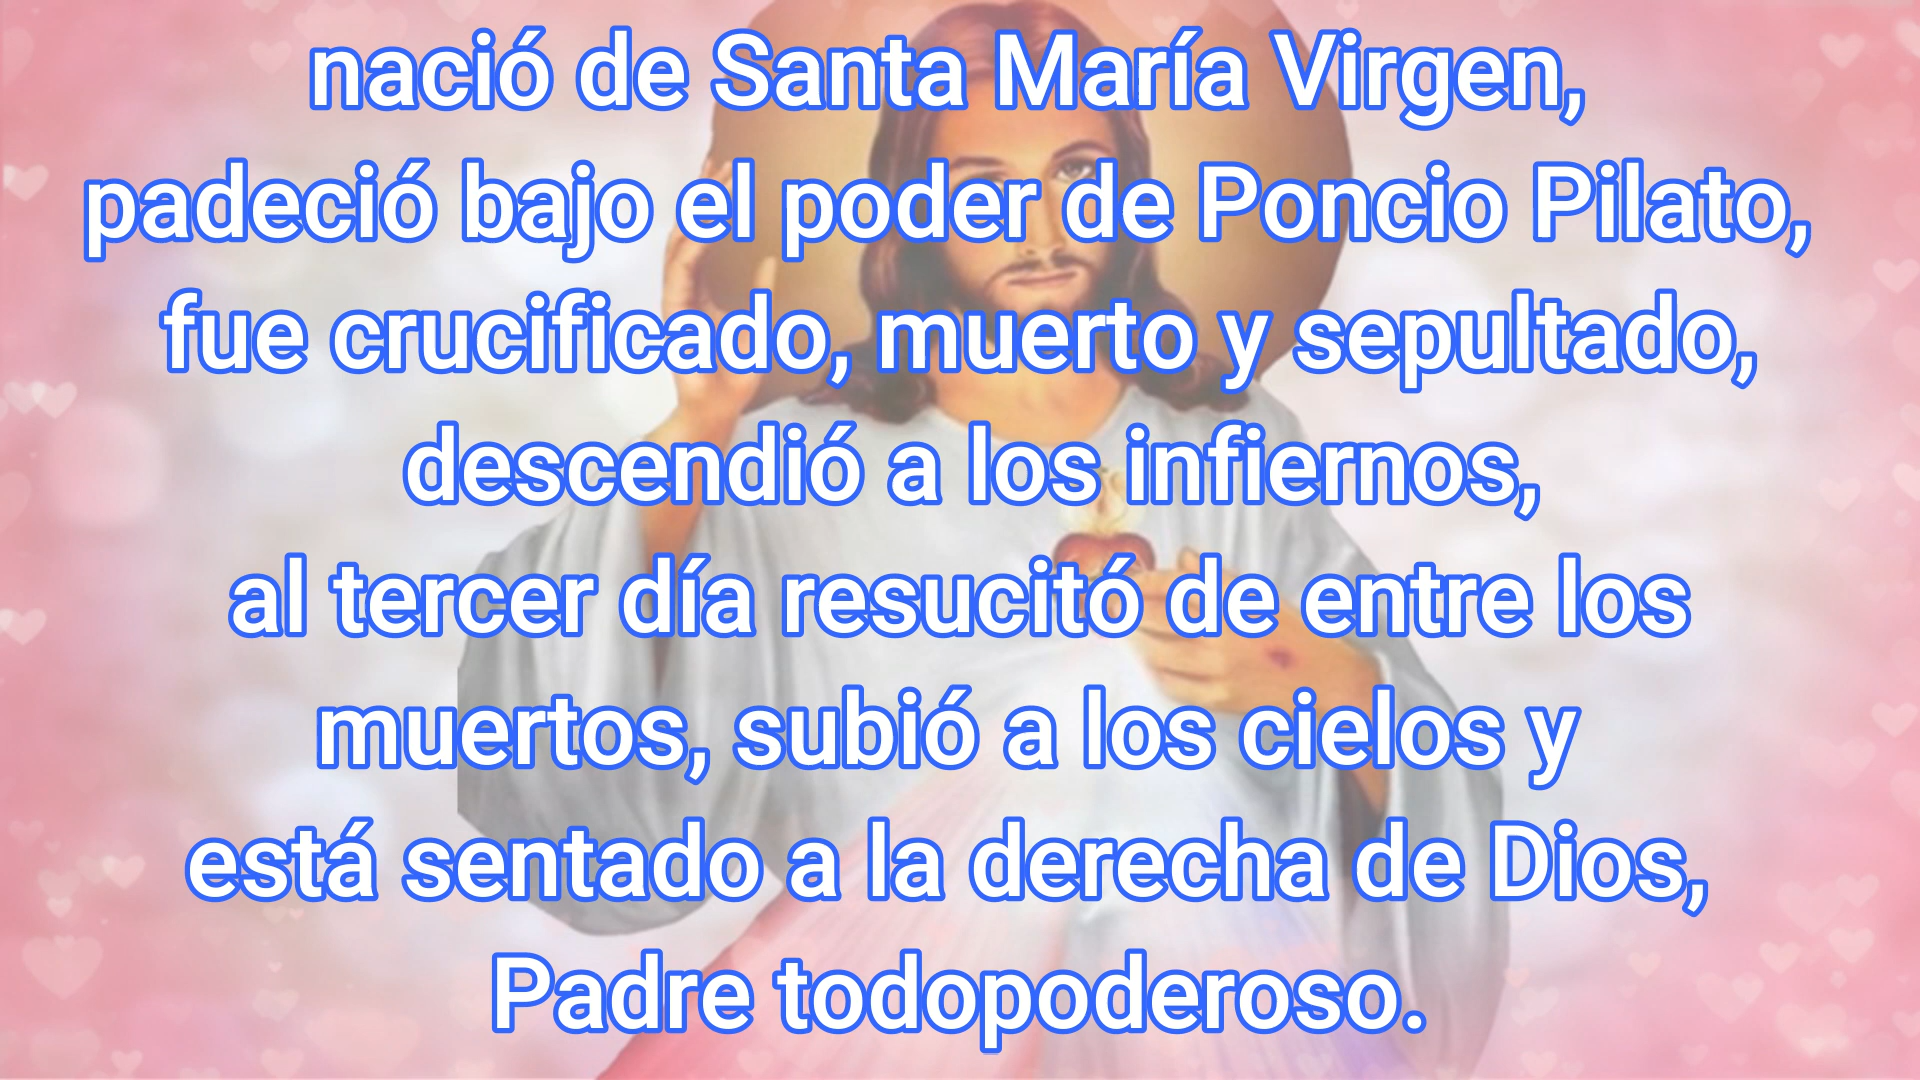 nació de Santa María Virgen,
padeció bajo el poder de Poncio Pilato,
fue crucificado, muerto y sepultado,
descendió a los infiernos,
al tercer día resucitó de entre los
muertos, subió a los cielos y
está sentado a la derecha de Dios,
Padre todopoderoso.